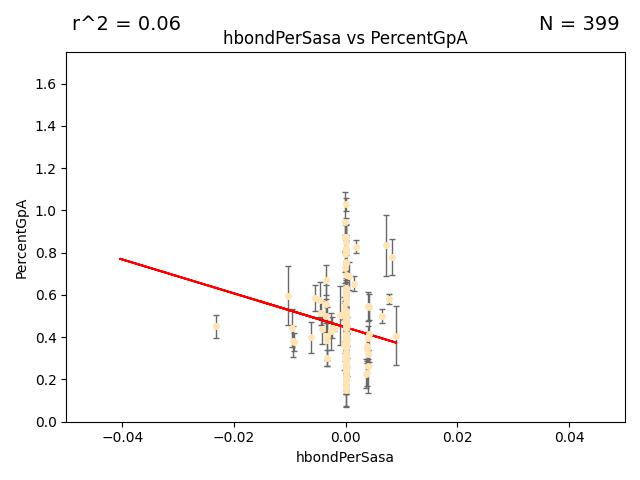 r^2 = 0.06
N = 399
hbondPerSasa vs PercentGpA
PercentGpA
1.6
1.4
1.2
1.0
0.8
0.6
0.4
0.2
0.0
−0.04
−0.02
0.00
0.02
0.04
hbondPerSasa